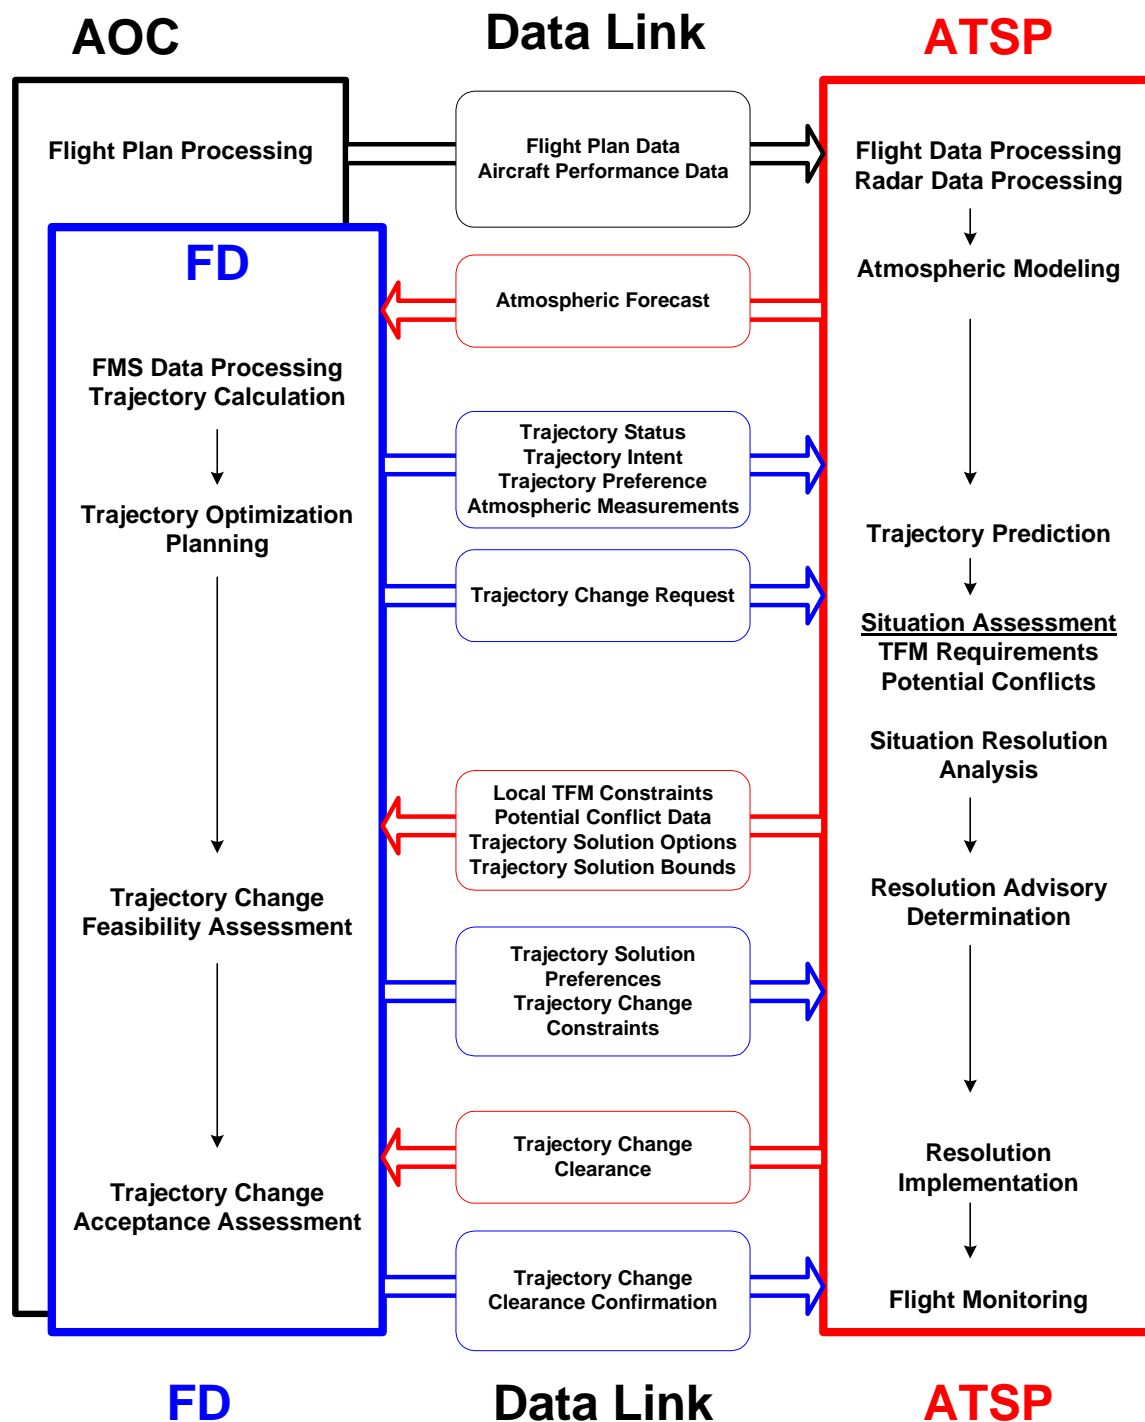 AOC
Data Link
ATSP
Flight Plan Processing
Flight Plan Data
Aircraft Performance Data
Flight Data Processing
Radar Data Processing
FD
Atmospheric Forecast
Atmospheric Modeling
FMS Data Processing
Trajectory Calculation
Trajectory Status
Trajectory Intent
Trajectory Preference
Atmospheric Measurements
Trajectory Optimization
Planning
Trajectory Prediction
Trajectory Change Request
Situation Assessment
TFM Requirements
Potential Conflicts
Situation Resolution
Analysis
Local TFM Constraints
Potential Conflict Data
Trajectory Solution Options
Trajectory Solution Bounds
Trajectory Change
Feasibility Assessment
Resolution Advisory
Determination
Trajectory Solution
Preferences
Trajectory Change
Constraints
Trajectory Change
Clearance
Resolution
Implementation
Trajectory Change
Acceptance Assessment
Trajectory Change
Clearance Confirmation
Flight Monitoring
FD
Data Link
ATSP